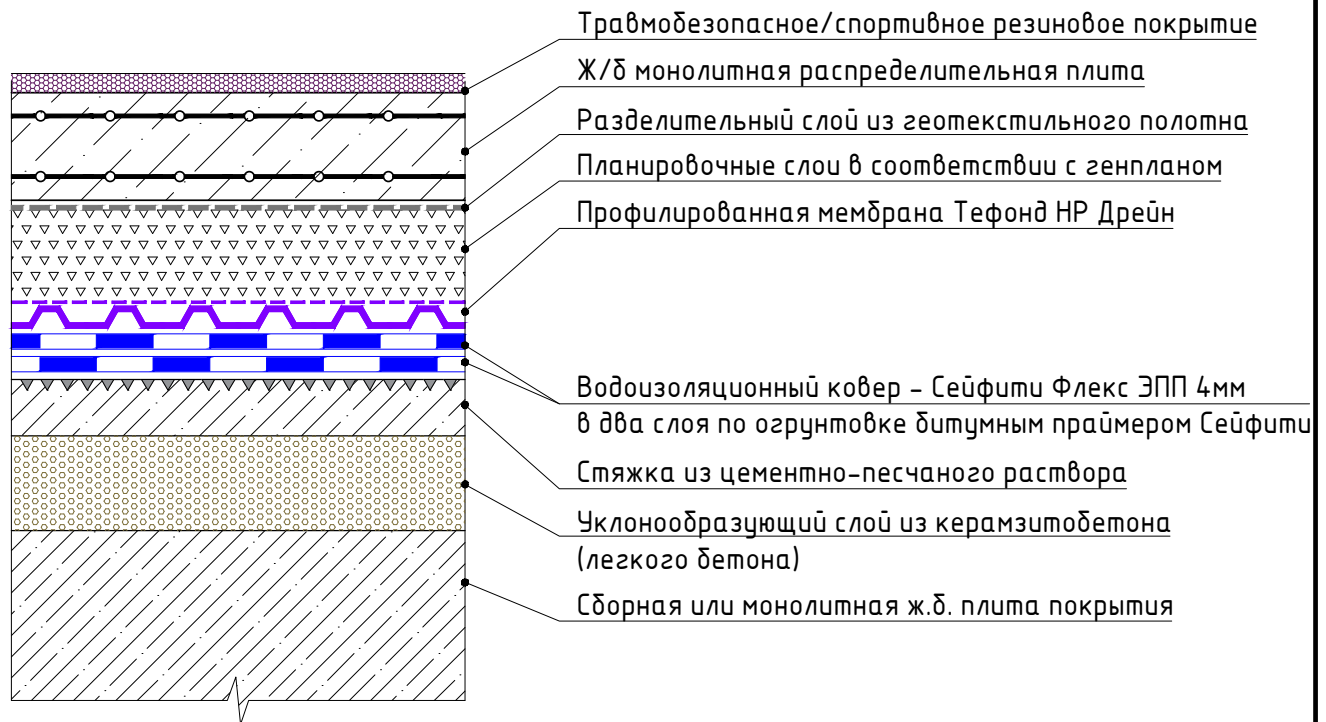 Травмобезопасное/спортивное резиновое покрытие
Ж/б монолитная распределительная плита
Разделительный слой из геотекстильного полотна
Планировочные слои в соответствии с генпланом
Профилированная мембрана Тефонд НР Дрейн
Водоизоляционный ковер - Сейфити Флекс ЭПП 4мм
в два слоя по огрунтовке битумным праймером Сейфити
Стяжка из цементно-песчаного раствора
Уклонообразующий слой из керамзитобетона
(легкого бетона)
Сборная или монолитная ж.б. плита покрытия